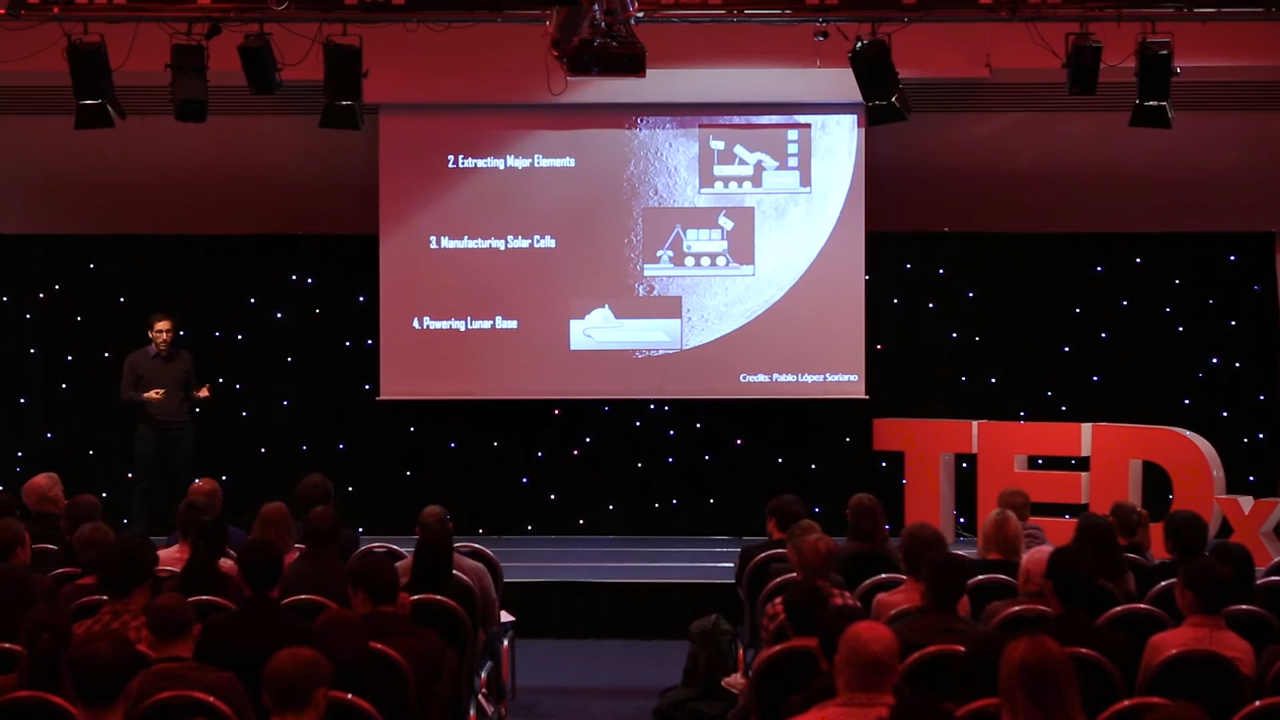 2. Extracting Major Elements
3. Manufacturing Solar Cells
4. Powering Lunar Base
Credits: Pablo López Soriano
TEDx